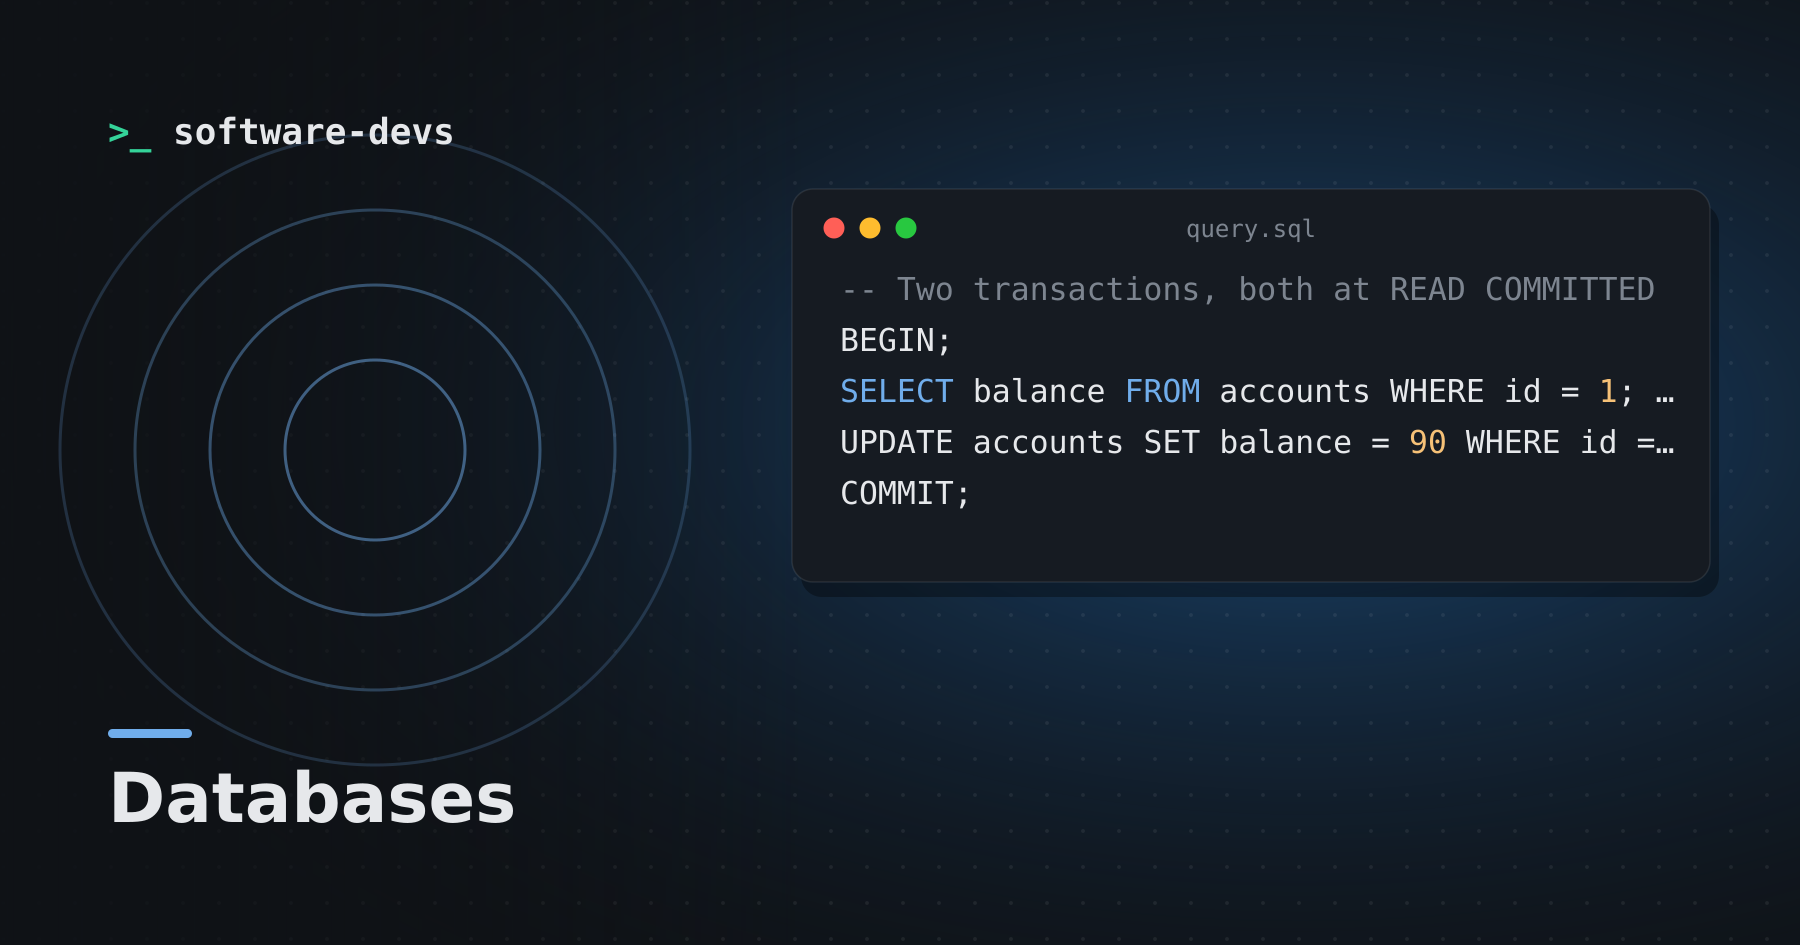 >_ software-devs
query.sql
-- Two transactions, both at READ COMMITTED
BEGIN;
SELECT balance FROM accounts WHERE id = 1; …
UPDATE accounts SET balance = 90 WHERE id =…
COMMIT;
Databases